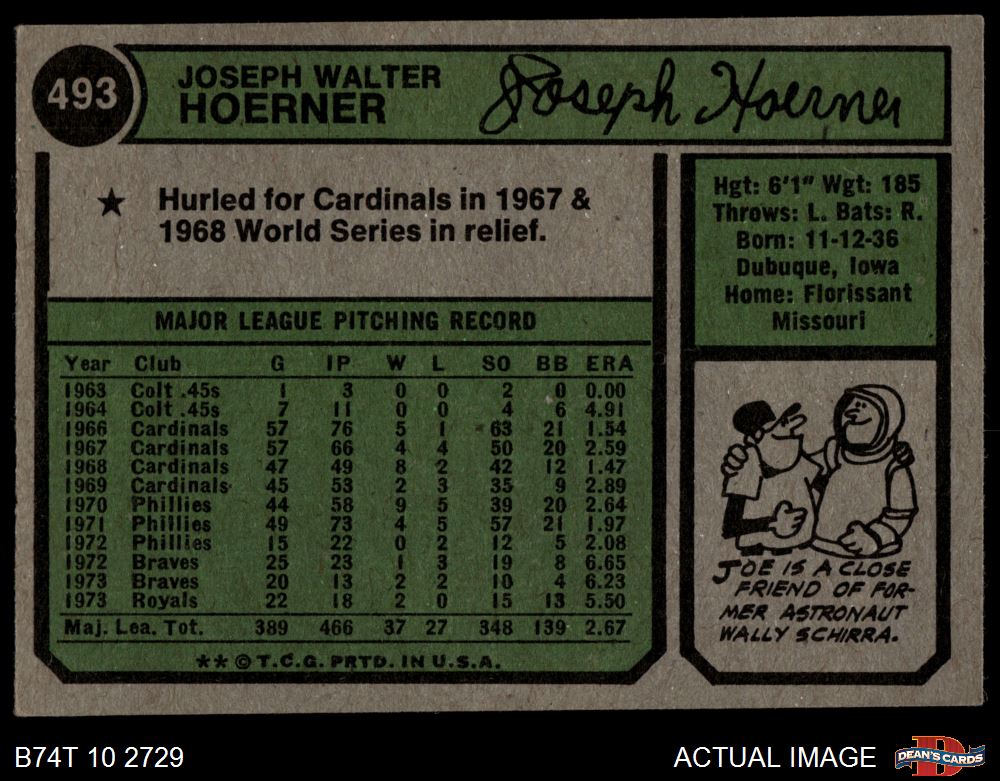 493
JOSEPH WALTER
HOERNER
Joseph Hoerner
★ Hurled for Cardinals in 1967 &
1968 World Series in relief.
Hgt: 6'1" Wgt: 185
Throws: L. Bats: R.
Born: 11-12-36
Dubuque, Iowa
Home: Florissant
Missouri
MAJOR LEAGUE PITCHING RECORD
Year Club G IP W L SO BB ERA
1963 Colt .45s 1 3 0 0 2 0 0.00
1964 Colt .45s 7 11 0 0 4 6 4.91
1966 Cardinals 57 76 5 1 63 21 1.54
1967 Cardinals 57 66 4 4 50 20 2.59
1968 Cardinals 47 49 8 2 42 12 1.47
1969 Cardinals 45 53 2 3 35 9 2.89
1970 Phillies 44 58 9 5 39 20 2.64
1971 Phillies 49 73 4 5 57 21 1.97
1972 Phillies 15 22 0 2 12 5 2.08
1972 Braves 25 23 1 3 19 8 6.65
1973 Braves 20 13 2 2 10 4 6.23
1973 Royals 22 18 2 0 15 13 5.50
Maj. Lea. Tot. 389 466 37 27 348 139 2.67
** © T.C.G. PRTD. IN U.S.A.
JOE IS A CLOSE
FRIEND OF FOR-
MER ASTRONAUT
WALLY SCHIRRA.
B74T 10 2729
ACTUAL IMAGE
D
DEAN'S CARDS